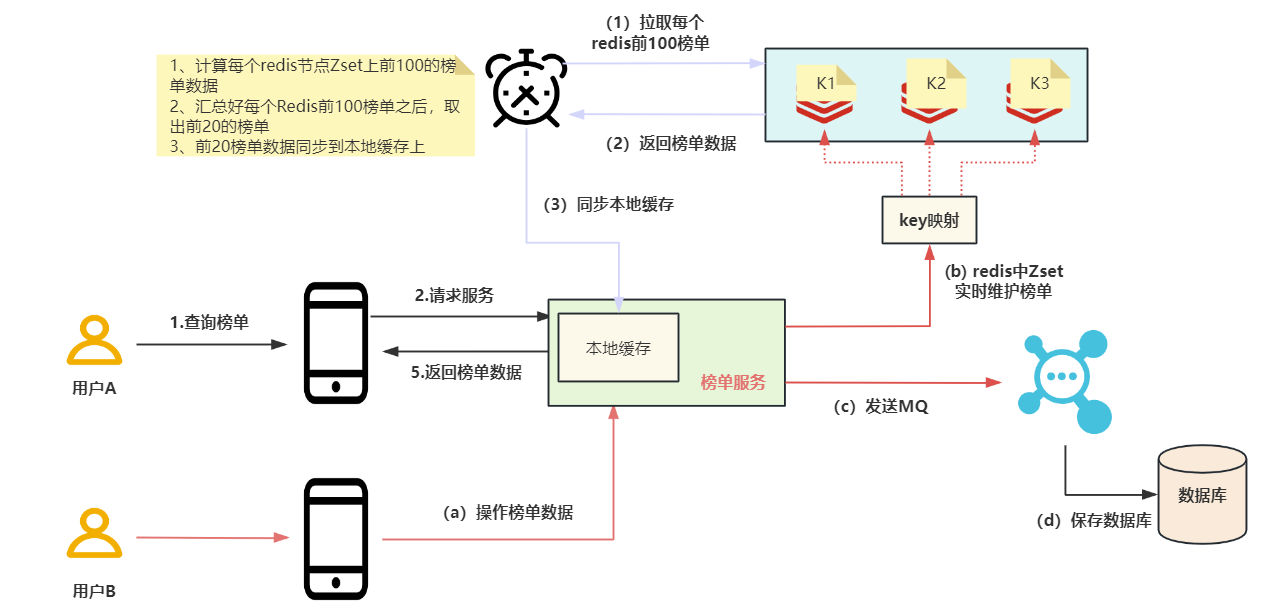 （1）拉取每个
redis前100榜单
1、计算每个redis节点Zset上前100的榜
单数据
2、汇总好每个Redis前100榜单之后，取
出前20的榜单
3、前20榜单数据同步到本地缓存上
K1
K2
K3
（2）返回榜单数据
（3）同步本地缓存
key映射
(b) redis中Zset
实时维护榜单
1.查询榜单
2.请求服务
本地缓存
5.返回榜单数据
榜单服务
用户A
（c）发送MQ
数据库
（a）操作榜单数据
（d）保存数据库
用户B